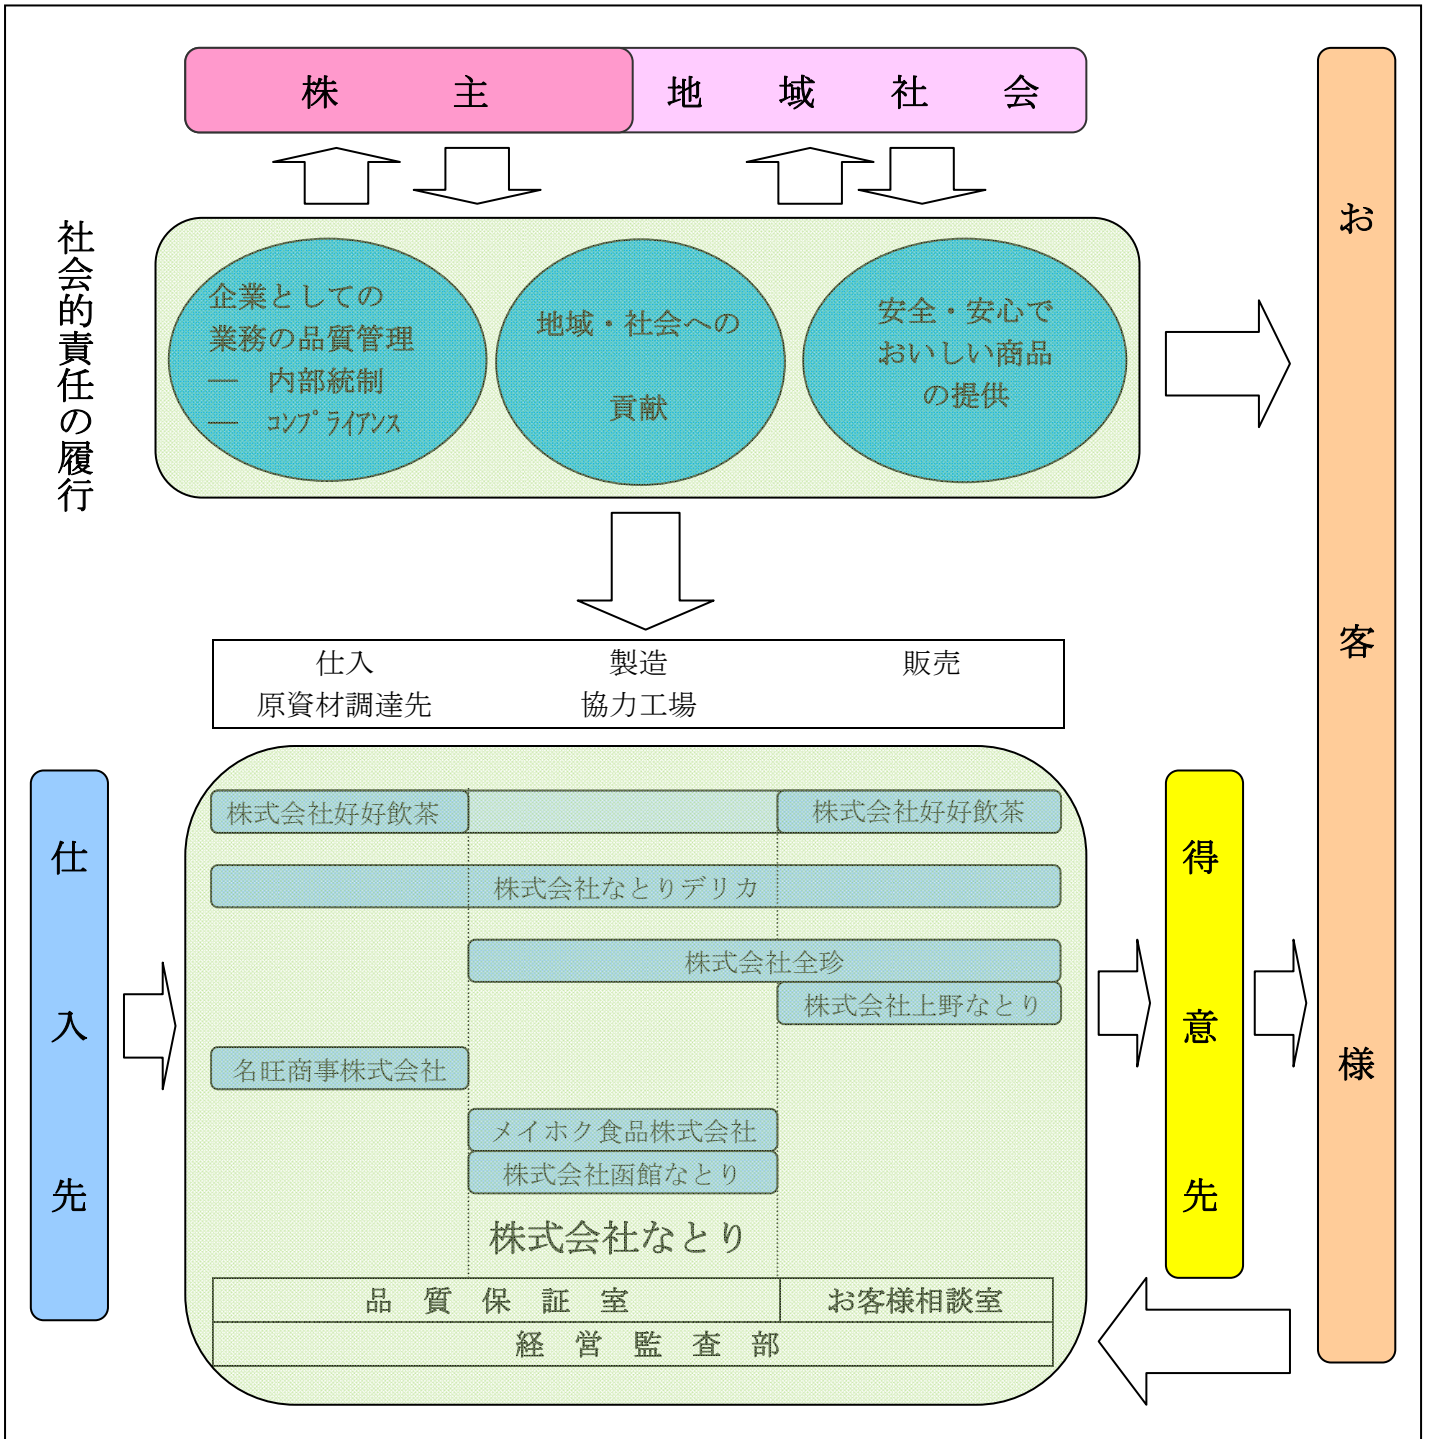 株主
地域社会
お客様
社会的責任の履行
企業としての
業務の品質管理
― 内部統制
― コンプライアンス
地域・社会への
貢献
安全・安心で
おいしい商品
の提供
仕入 製造 販売
原資材調達先 協力工場
仕入先
得意先
株式会社好好飲茶
株式会社好好飲茶
株式会社なとりデリカ
株式会社全珍
株式会社上野なとり
名旺商事株式会社
メイホク食品株式会社
株式会社函館なとり
株式会社なとり
品質保証室
お客様相談室
経営監査部